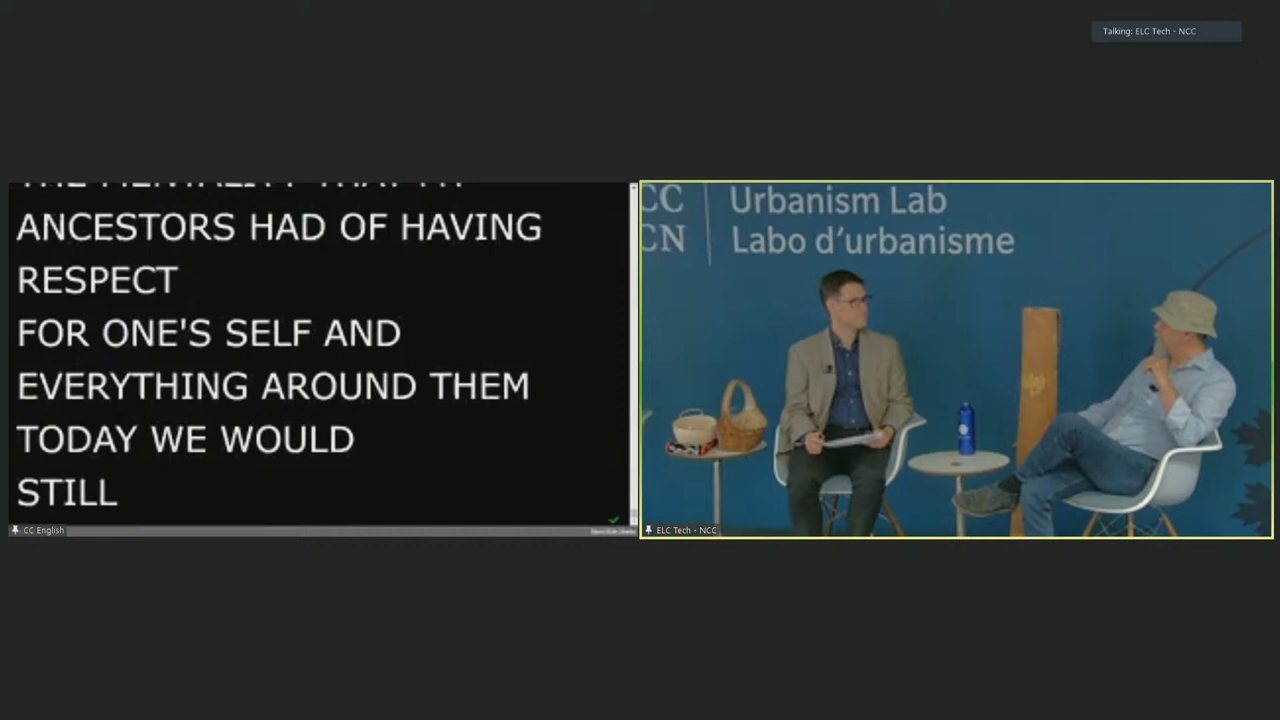 Talking: ELC Tech - NCC
ANCESTORS HAD OF HAVING
RESPECT
FOR ONE'S SELF AND
EVERYTHING AROUND THEM
TODAY WE WOULD
STILL
CC English
CC
CN
Urbanism Lab
Labo d'urbanisme
ELC Tech - NCC